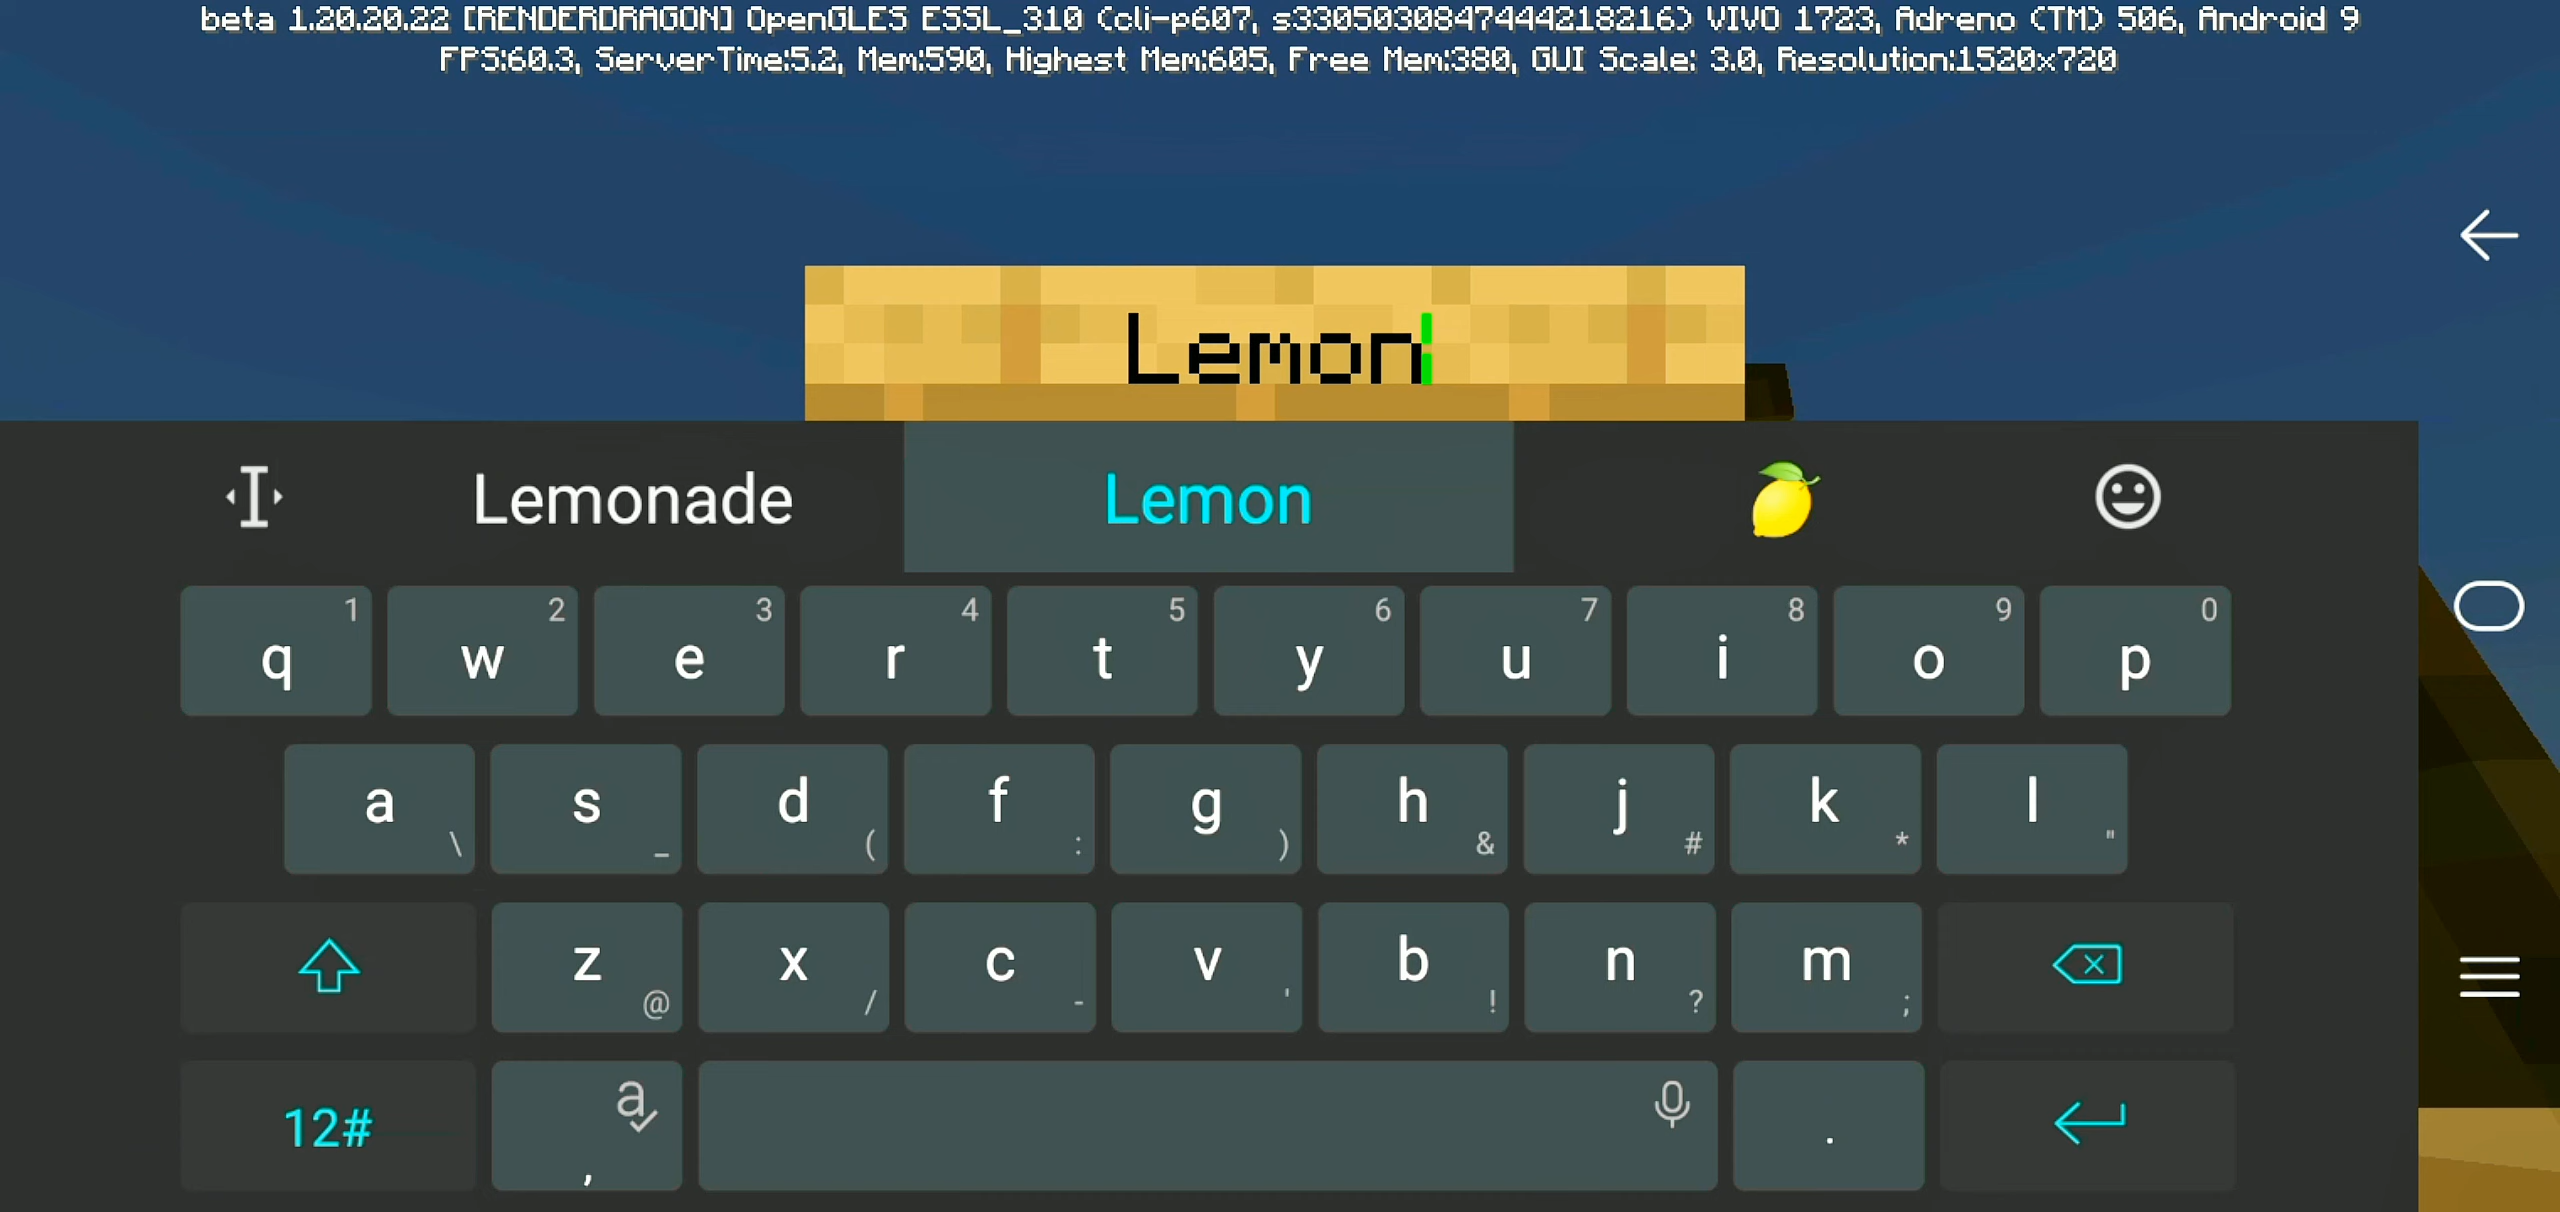 beta 1.20.20.22 [RENDERDRAGON] OpenGLES ESSL_310 (cli-p607, s3305030847444218216) VIVO 1723, Adreno (TM) 506, Android 9
FPS:60.3, ServerTime:5.2, Mem:590, Highest Mem:605, Free Mem:380, GUI Scale: 3.0, Resolution:1520x720
Lemon
Lemonade Lemon
q 1 w 2 e 3 r 4 t 5 y 6 u 7 i 8 o 9 p 0
a \ s _ d ( f : g ) h & j # k * l "
z @ x / c - v ' b ! n ? m ;
12# , a .